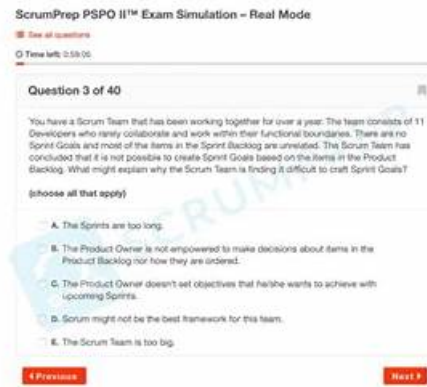 ScrumPrep PSPO II™ Exam Simulation – Real Mode
See all questions
Time left: 0:59:05
Question 3 of 40
You have a Scrum Team that has been working together for over a year. The team consists of 11
Developers who rarely collaborate and work within their functional boundaries. There are no
Sprint Goals and most of the items in the Sprint Backlog are unrelated. This Scrum Team has
concluded that it is not possible to create Sprint Goals based on the items in the Product
Backlog. What might explain why the Scrum Team is finding it difficult to craft Sprint Goals?
(choose all that apply)
A. The Sprints are too long.
B. The Product Owner is not empowered to make decisions about items in the
Product Backlog nor how they are ordered.
C. The Product Owner doesn't set objectives that he/she wants to achieve with
upcoming Sprints.
D. Scrum might not be the best framework for this team.
E. The Scrum Team is too big.
Previous
Next